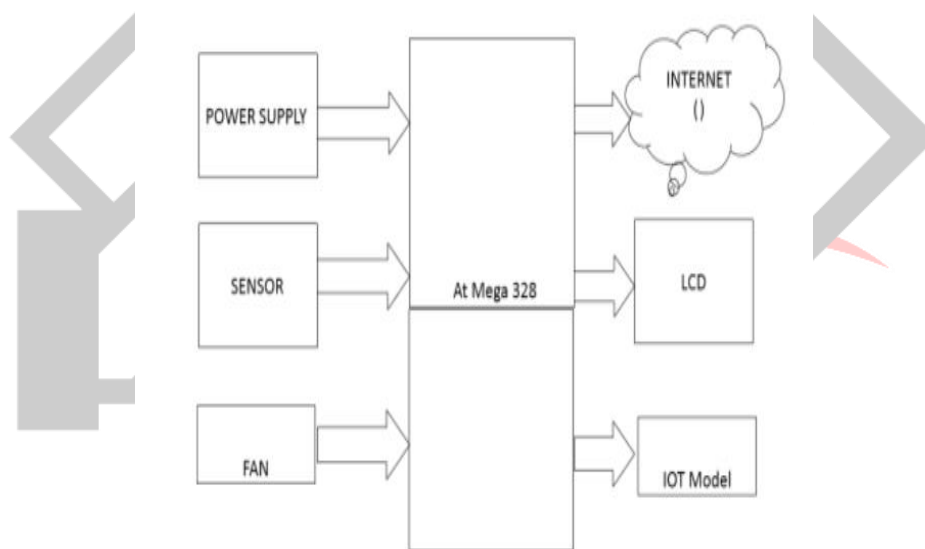 POWER SUPPLY
INTERNET
()
SENSOR
At Mega 328
LCD
FAN
IOT Model